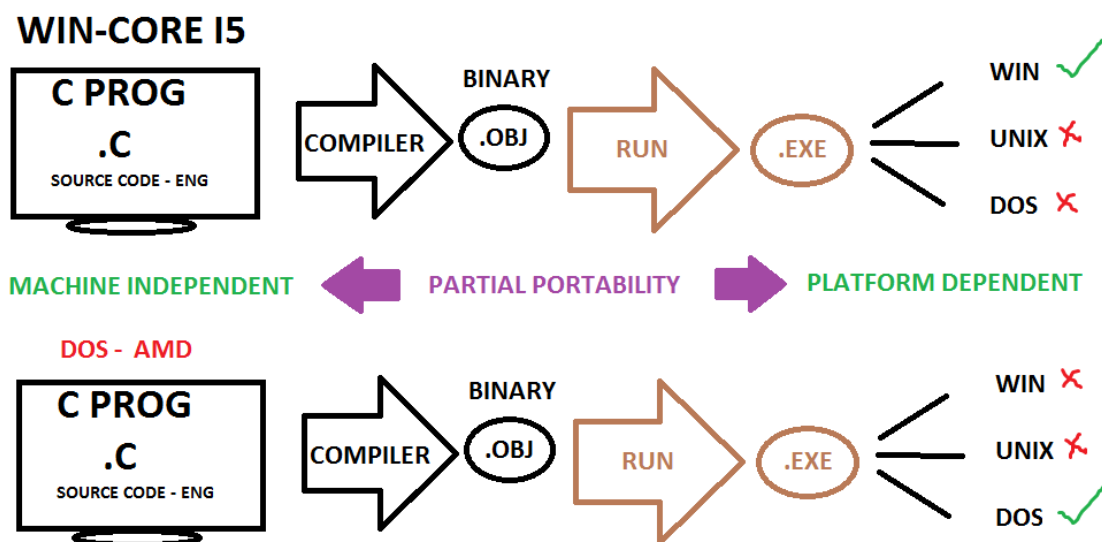 WIN-CORE I5
C PROG
.C
SOURCE CODE - ENG
COMPILER
BINARY
.OBJ
RUN
.EXE
WIN
UNIX
DOS
MACHINE INDEPENDENT
PARTIAL PORTABILITY
PLATFORM DEPENDENT
DOS - AMD
C PROG
.C
SOURCE CODE - ENG
COMPILER
BINARY
.OBJ
RUN
.EXE
WIN
UNIX
DOS